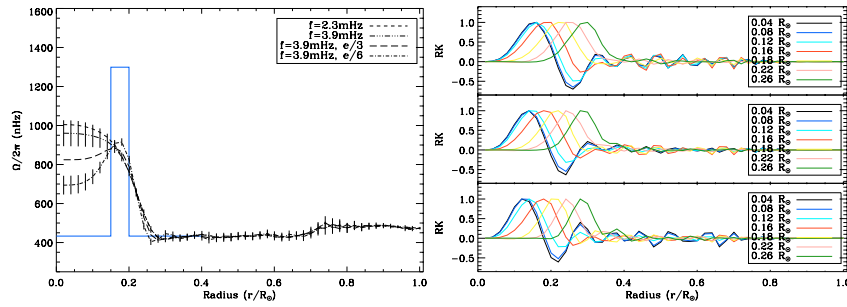 1600
1400
1200
1000
800
600
400
Ω/2π (nHz)
f=2.3mHz
f=3.9mHz
f=3.9mHz, e/3
f=3.9mHz, e/6
0.0 0.2 0.4 0.6 0.8 1.0
Radius (r/R☉)
1.0
0.5
0.0
−0.5
RK
0.04 R☉
0.08 R☉
0.12 R☉
0.16 R☉
0.18 R☉
0.22 R☉
0.26 R☉
1.0
0.5
0.0
−0.5
RK
0.04 R☉
0.08 R☉
0.12 R☉
0.16 R☉
0.18 R☉
0.22 R☉
0.26 R☉
1.0
0.5
0.0
−0.5
RK
0.04 R☉
0.08 R☉
0.12 R☉
0.16 R☉
0.18 R☉
0.22 R☉
0.26 R☉
0.0 0.2 0.4 0.6 0.8 1.0
Radius (r/R☉)